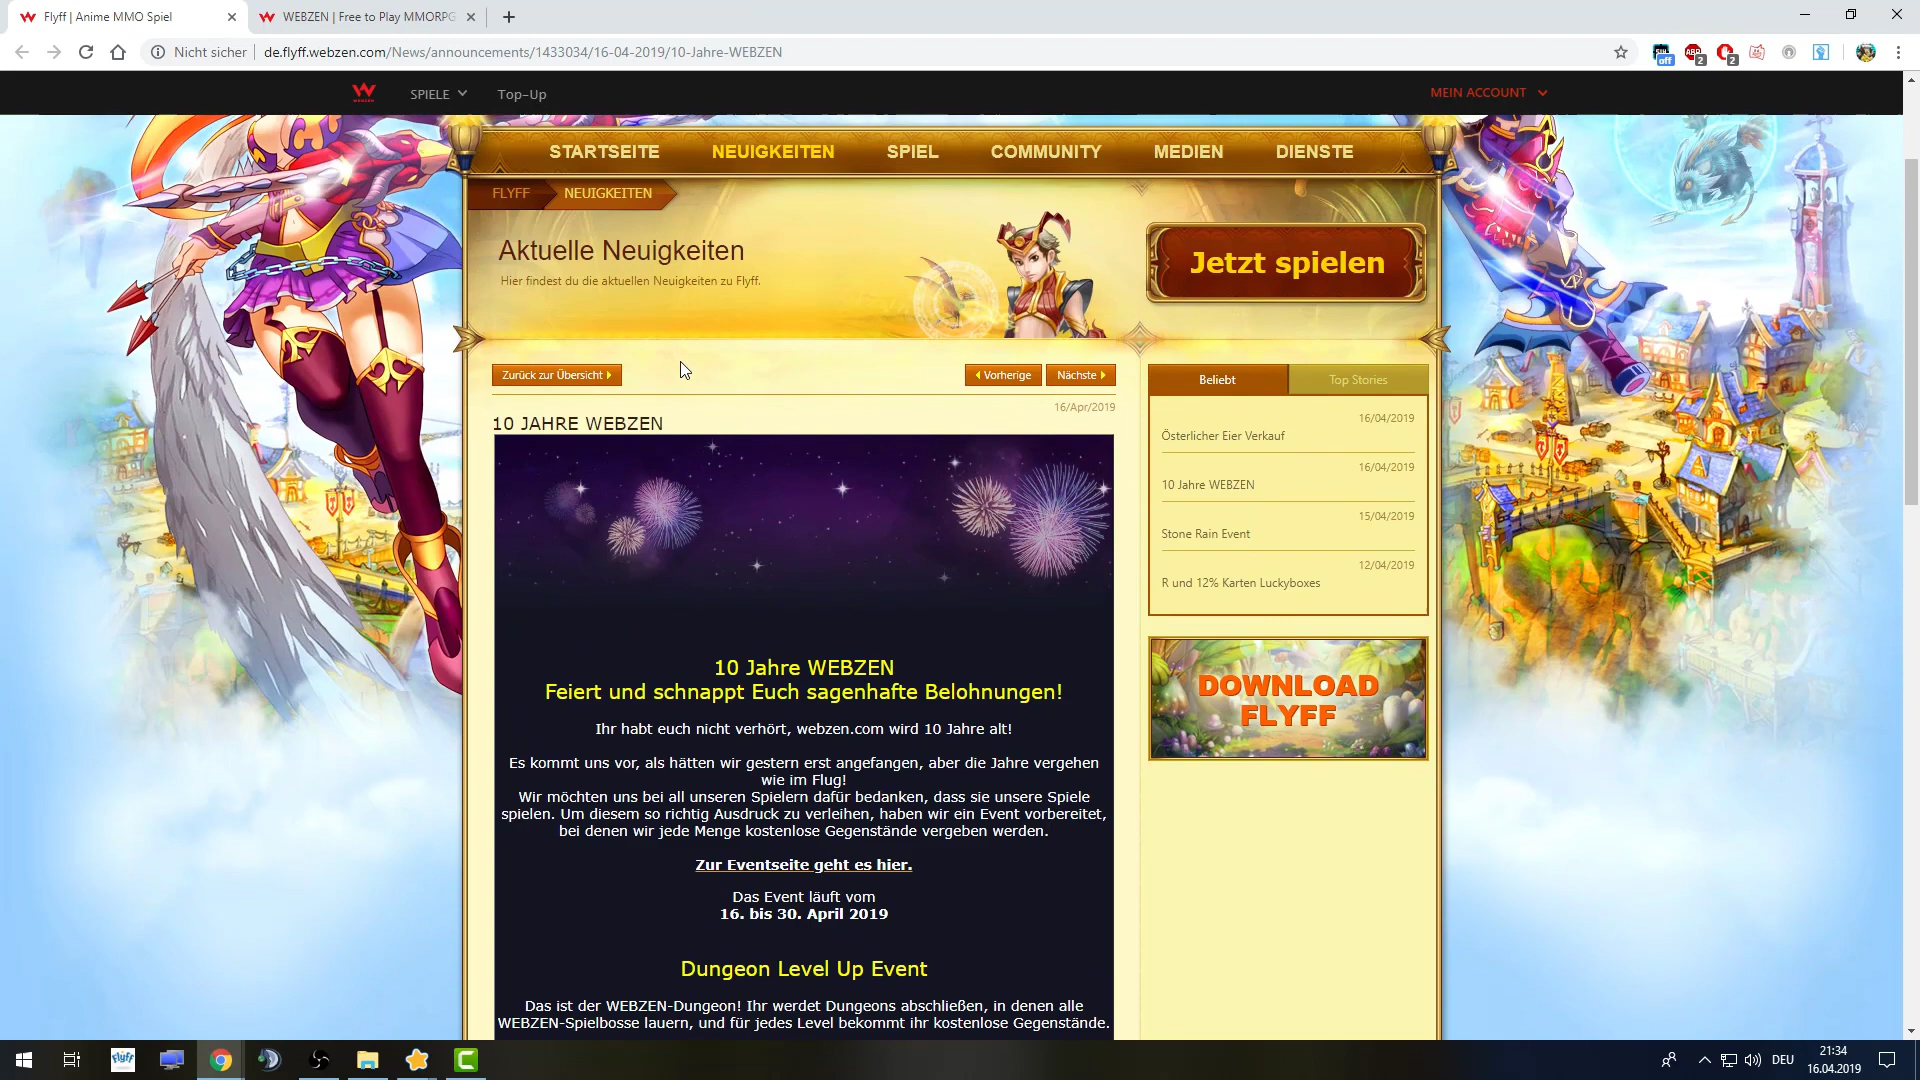 Flyff | Anime MMO Spiel
WEBZEN | Free to Play MMORPG
Nicht sicher
de.flyff.webzen.com/News/announcements/1433034/16-04-2019/10-Jahre-WEBZEN
off
ABP
2
2
WEBZEN
SPIELE
Top-Up
MEIN ACCOUNT
STARTSEITE
NEUIGKEITEN
SPIEL
COMMUNITY
MEDIEN
DIENSTE
FLYFF
NEUIGKEITEN
Aktuelle Neuigkeiten
Hier findest du die aktuellen Neuigkeiten zu Flyff.
Jetzt spielen
Zurück zur Übersicht
Vorherige
Nächste
16/Apr/2019
10 JAHRE WEBZEN
10 Jahre WEBZEN
Feiert und schnappt Euch sagenhafte Belohnungen!
Ihr habt euch nicht verhört, webzen.com wird 10 Jahre alt!
Es kommt uns vor, als hätten wir gestern erst angefangen, aber die Jahre vergehen
wie im Flug!
Wir möchten uns bei all unseren Spielern dafür bedanken, dass sie unsere Spiele
spielen. Um diesem so richtig Ausdruck zu verleihen, haben wir ein Event vorbereitet,
bei denen wir jede Menge kostenlose Gegenstände vergeben werden.
Zur Eventseite geht es hier.
Das Event läuft vom
16. bis 30. April 2019
Dungeon Level Up Event
Das ist der WEBZEN-Dungeon! Ihr werdet Dungeons abschließen, in denen alle
WEBZEN-Spielbosse lauern, und für jedes Level bekommt ihr kostenlose Gegenstände.
Beliebt
Top Stories
16/04/2019
Österlicher Eier Verkauf
16/04/2019
10 Jahre WEBZEN
15/04/2019
Stone Rain Event
12/04/2019
R und 12% Karten Luckyboxes
DOWNLOAD
FLYFF
Flyff
DEU
21:34
16.04.2019